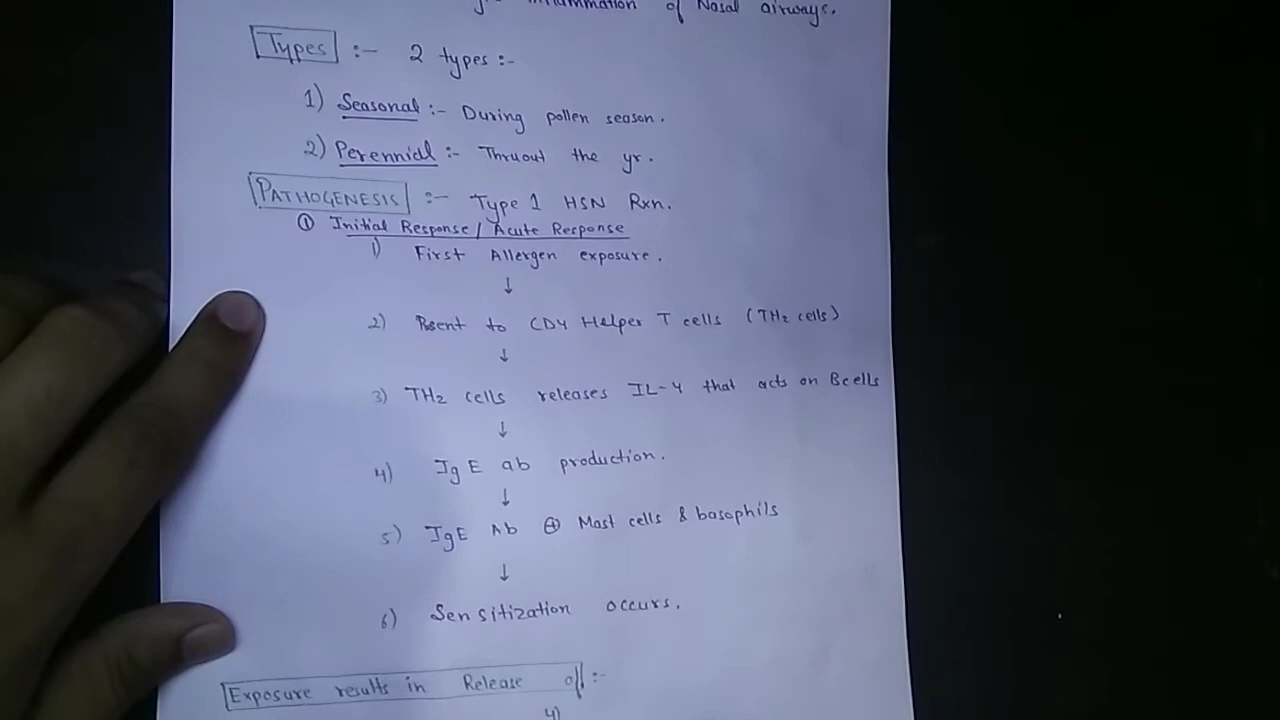 Inflammation of Nasal airways.
Types :- 2 types :-
1) Seasonal :- During pollen season.
2) Perennial :- Thruout the yr.
PATHOGENESIS :- Type 1 HSN Rxn.
① Initial Response / Acute Response
1) First Allergen exposure.
↓
2) Present to CD4 Helper T cells (TH2 cells)
↓
3) TH2 cells releases IL-4 that acts on B cells
↓
4) IgE ab production.
↓
5) IgE Ab ⊕ Mast cells & basophils
↓
6) Sensitization occurs.
Exposure results in Release of :-
4)